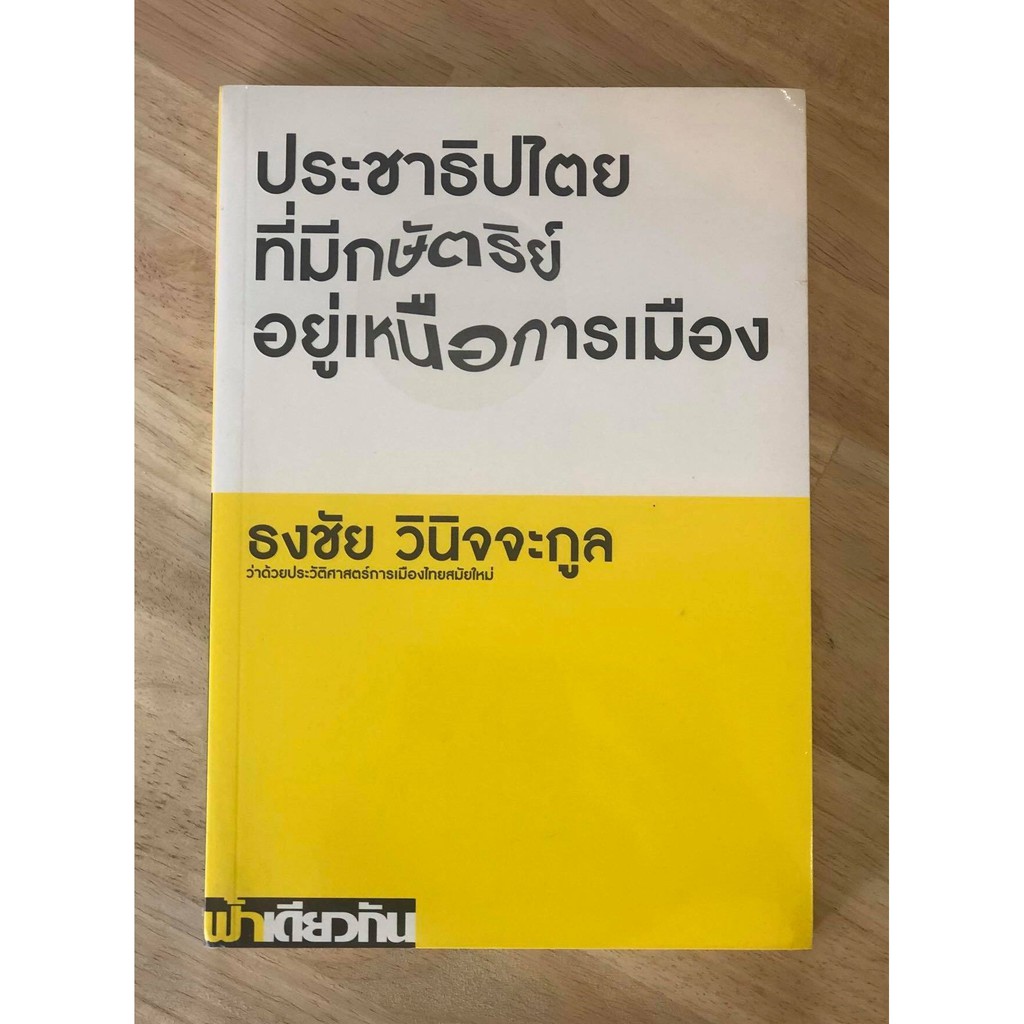 ประชาธิปไตย
ที่มีกษัตริย์
อยู่เหนือการเมือง
ธงชัย วินิจจะกูล
ว่าด้วยประวัติศาสตร์การเมืองไทยสมัยใหม่
ฟ้าเดียวกัน